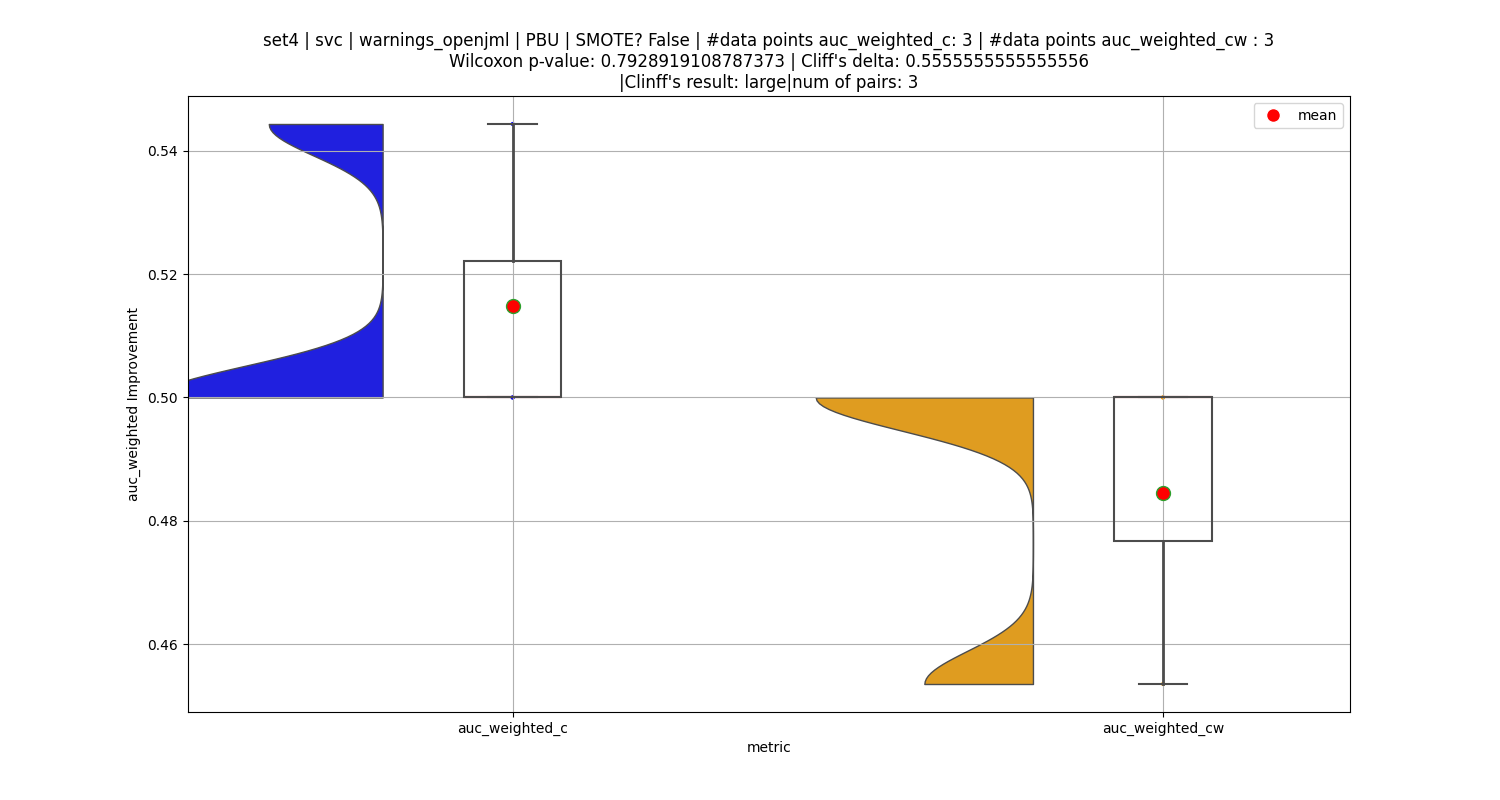 set4 | svc | warnings_openjml | PBU | SMOTE? False | #data points auc_weighted_c: 3 | #data points auc_weighted_cw : 3
Wilcoxon p-value: 0.7928919108787373 | Cliff's delta: 0.5555555555555556
|Clinff's result: large|num of pairs: 3
mean
0.54
0.52
0.50
0.48
0.46
auc_weighted Improvement
auc_weighted_c
auc_weighted_cw
metric